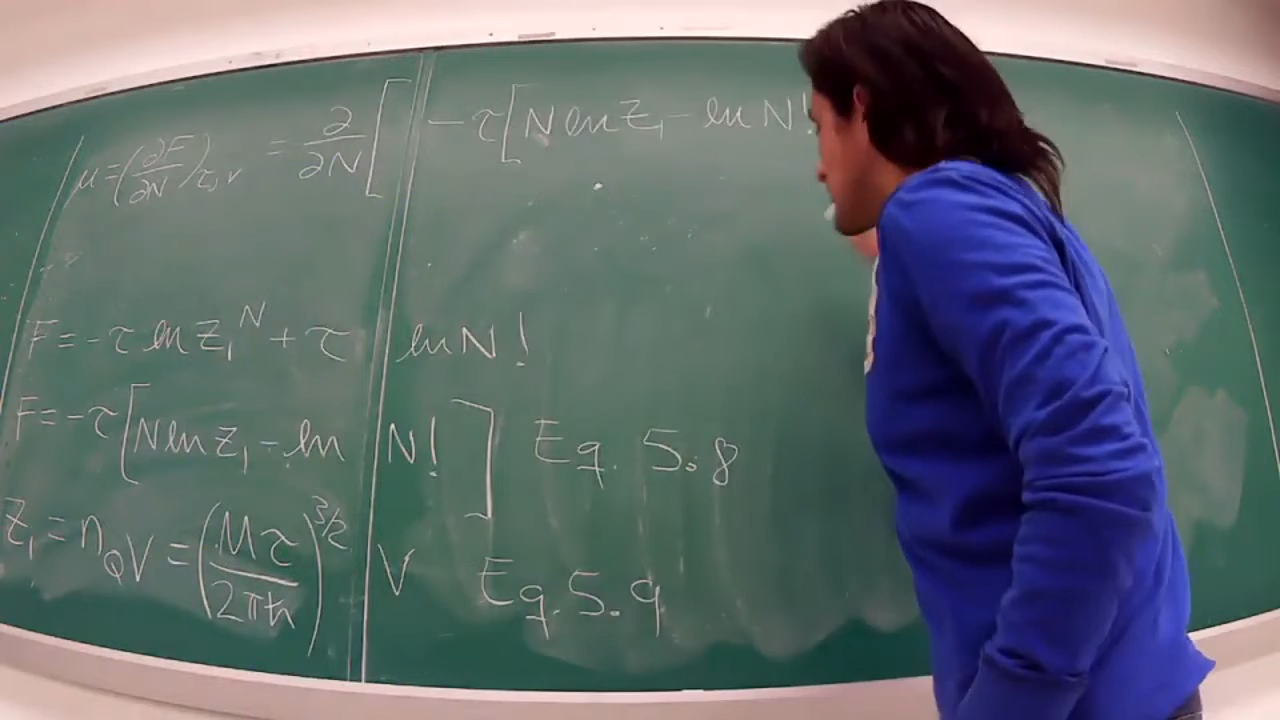 μ = (∂F/∂N)τ,V = ∂/∂N [ -τ[N ln Z₁ - ln N!
F = -τ ln Z₁^N + τ ln N!
F = -τ [N ln Z₁ - ln N!] Eq. 5.8
Z₁ = n_Q V = (Mτ/2πħ)^3/2 V Eq. 5.9